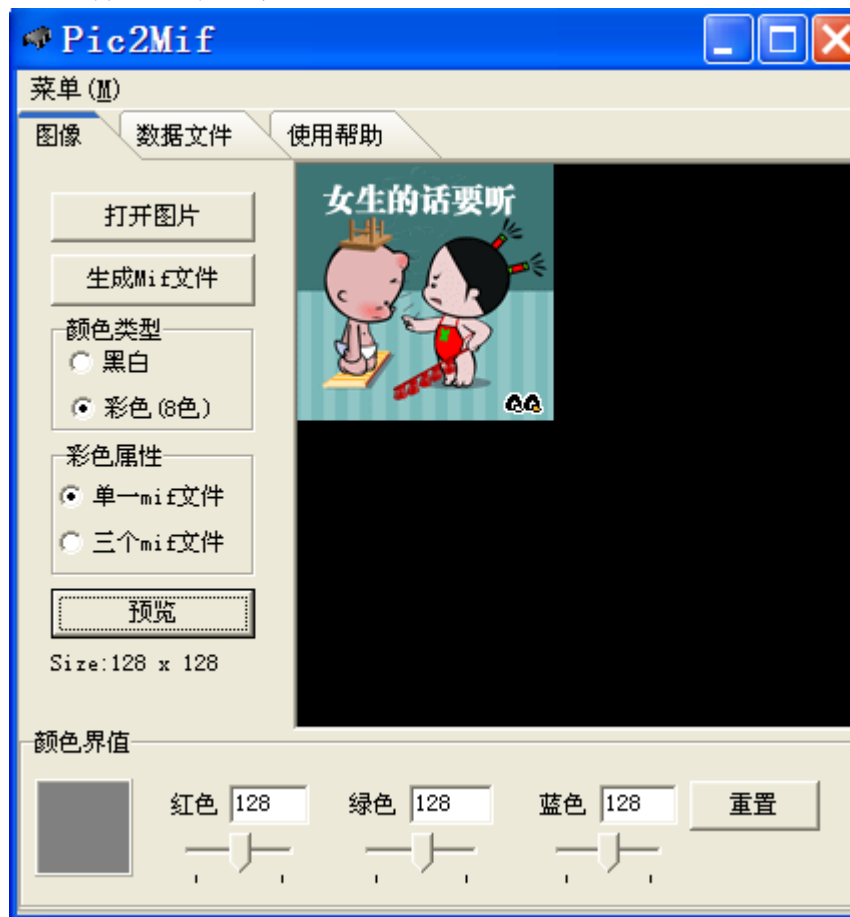 Pic2Mif
菜单(M)
图像 数据文件 使用帮助
打开图片
生成Mif文件
颜色类型
黑白
彩色(8色)
彩色属性
单一mif文件
三个mif文件
预览
Size:128 x 128
女生的话要听
颜色界值
红色 128 绿色 128 蓝色 128 重置